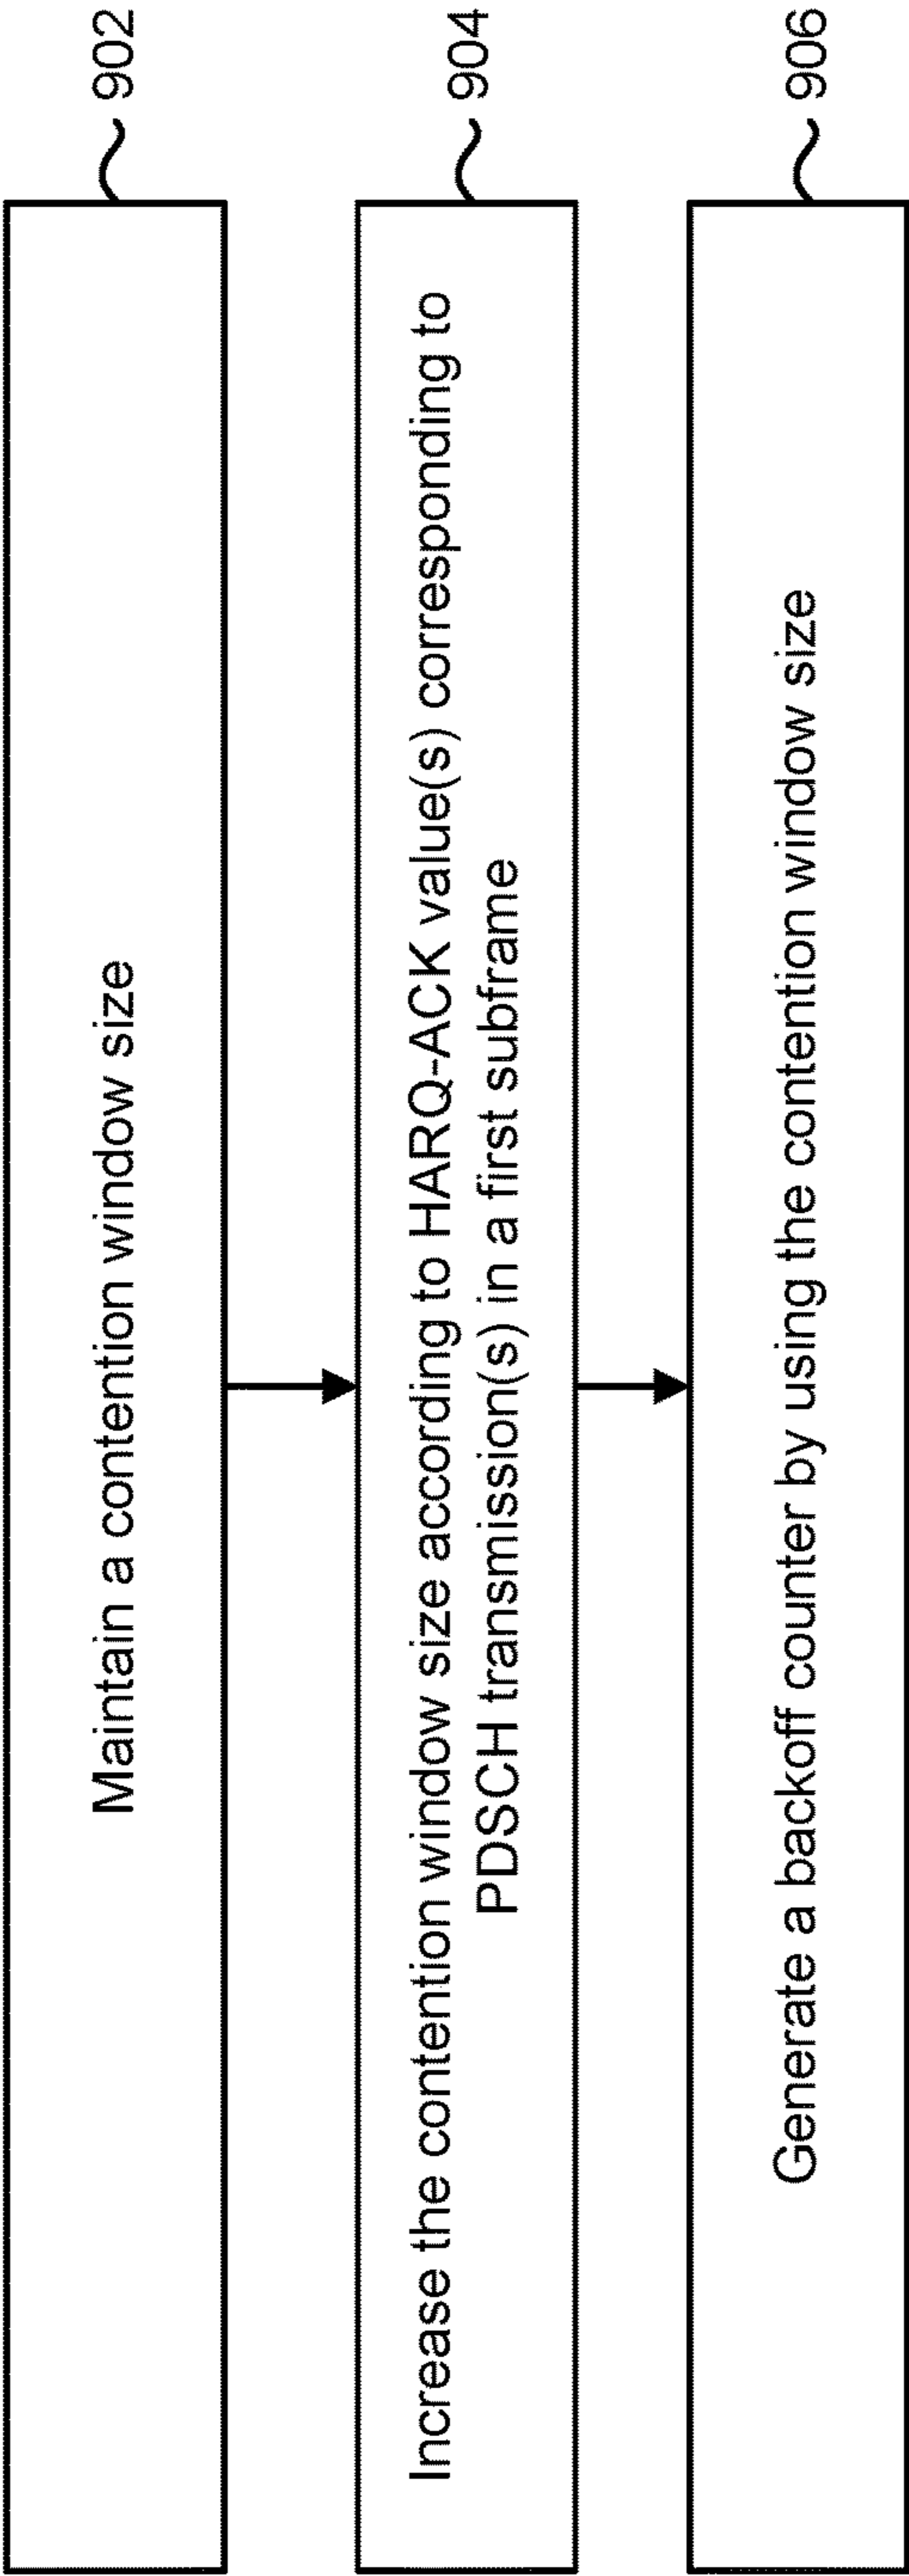 Maintain a contention window size
902
Increase the contention window size according to HARQ-ACK value(s) corresponding to
PDSCH transmission(s) in a first subframe
904
Generate a backoff counter by using the contention window size
906